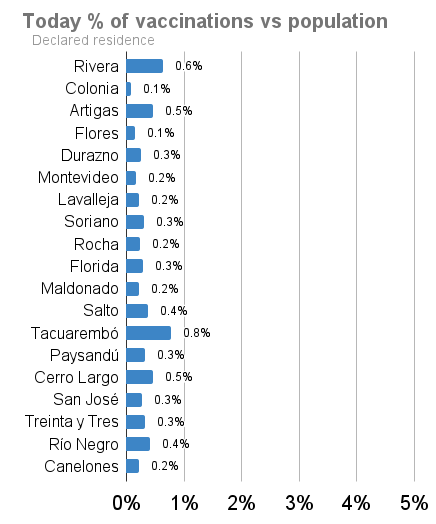 Today % of vaccinations vs population
Declared residence
Rivera 0.6%
Colonia 0.1%
Artigas 0.5%
Flores 0.1%
Durazno 0.3%
Montevideo 0.2%
Lavalleja 0.2%
Soriano 0.3%
Rocha 0.2%
Florida 0.3%
Maldonado 0.2%
Salto 0.4%
Tacuarembó 0.8%
Paysandú 0.3%
Cerro Largo 0.5%
San José 0.3%
Treinta y Tres 0.3%
Río Negro 0.4%
Canelones 0.2%
0% 1% 2% 3% 4% 5%